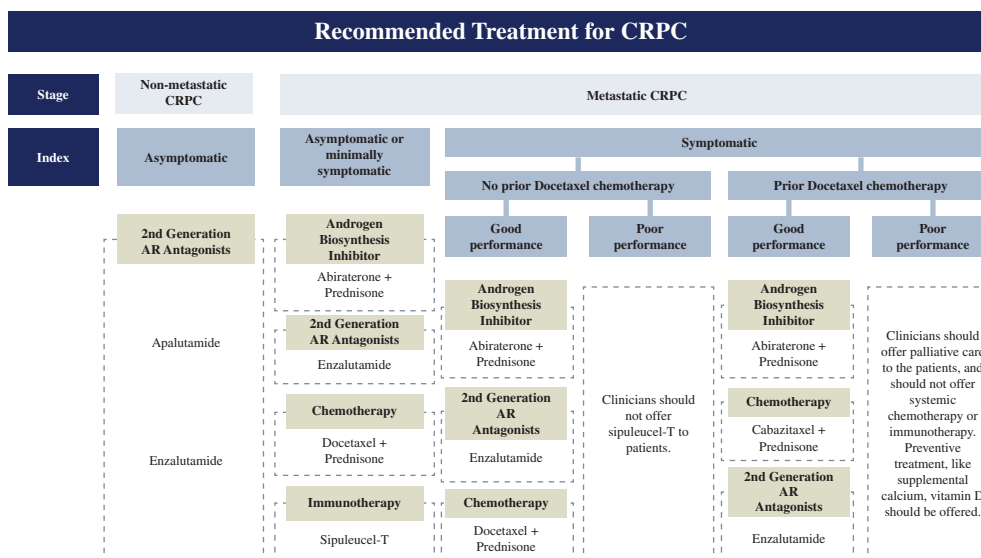 Recommended Treatment for CRPC
Stage
Non-metastatic
CRPC
Metastatic CRPC
Index
Asymptomatic
Asymptomatic or
minimally
symptomatic
Symptomatic
No prior Docetaxel chemotherapy
Prior Docetaxel chemotherapy
Good
performance
Poor
performance
Good
performance
Poor
performance
2nd Generation
AR Antagonists
Apalutamide
Enzalutamide
Androgen
Biosynthesis
Inhibitor
Abiraterone +
Prednisone
2nd Generation
AR Antagonists
Enzalutamide
Chemotherapy
Docetaxel +
Prednisone
Immunotherapy
Sipuleucel-T
Androgen
Biosynthesis
Inhibitor
Abiraterone +
Prednisone
2nd Generation
AR
Antagonists
Enzalutamide
Chemotherapy
Docetaxel +
Prednisone
Clinicians should
not offer
sipuleucel-T to
patients.
Androgen
Biosynthesis
Inhibitor
Abiraterone +
Prednisone
Chemotherapy
Cabazitaxel +
Prednisone
2nd Generation
AR
Antagonists
Enzalutamide
Clinicians should
offer palliative care
to the patients, and
should not offer
systemic
chemotherapy or
immunotherapy.
Preventive
treatment, like
supplemental
calcium, vitamin D
should be offered.